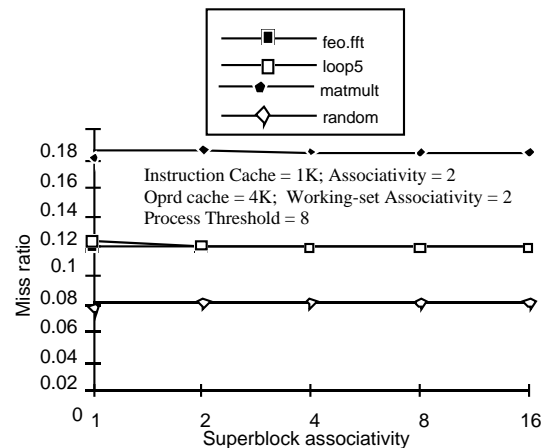 feo.fft
loop5
matmult
random
0.18
0.16
0.14
0.12
0.1
0.08
0.06
0.04
0.02
0
Miss ratio
Instruction Cache = 1K; Associativity = 2
Oprd cache = 4K; Working-set Associativity = 2
Process Threshold = 8
1 2 4 8 16
Superblock associativity